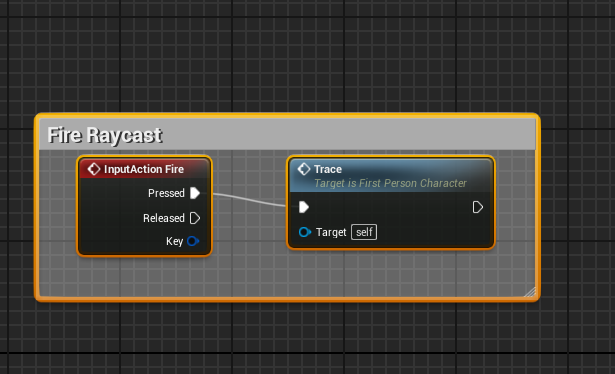 Fire Raycast
InputAction Fire
Pressed
Released
Key
Trace
Target is First Person Character
Target self